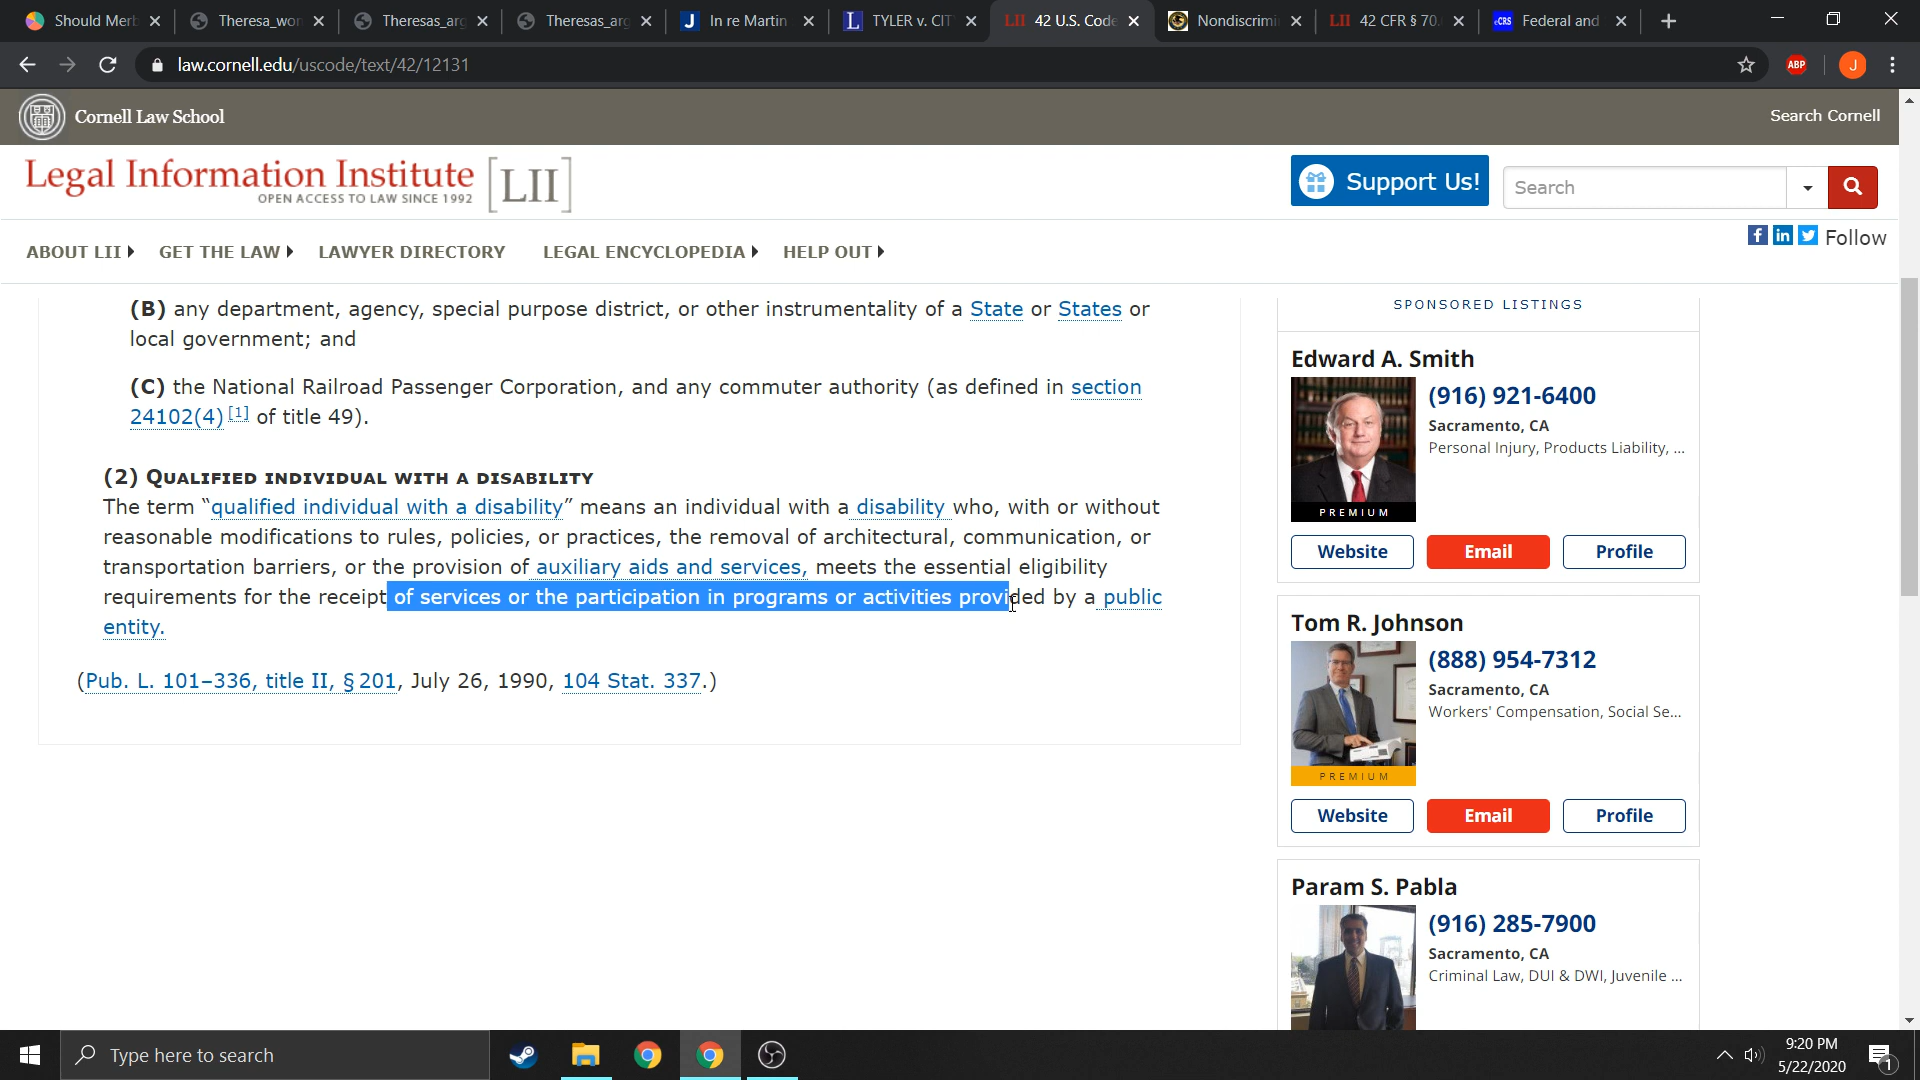 Should Mer
Theresa_wor
Theresas_arg
Theresas_arg
In re Martin
TYLER v. CIT
42 U.S. Code
Nondiscrimi
42 CFR § 70.
Federal and
law.cornell.edu/uscode/text/42/12131
ABP
J
Cornell Law School
Search Cornell
Legal Information Institute [LII]
OPEN ACCESS TO LAW SINCE 1992
Support Us!
Search
ABOUT LII
GET THE LAW
LAWYER DIRECTORY
LEGAL ENCYCLOPEDIA
HELP OUT
Follow
(B) any department, agency, special purpose district, or other instrumentality of a State or States or
local government; and
(C) the National Railroad Passenger Corporation, and any commuter authority (as defined in section
24102(4) [1] of title 49).
(2) QUALIFIED INDIVIDUAL WITH A DISABILITY
The term “qualified individual with a disability” means an individual with a disability who, with or without
reasonable modifications to rules, policies, or practices, the removal of architectural, communication, or
transportation barriers, or the provision of auxiliary aids and services, meets the essential eligibility
requirements for the receipt of services or the participation in programs or activities provided by a public
entity.
(Pub. L. 101–336, title II, § 201, July 26, 1990, 104 Stat. 337.)
SPONSORED LISTINGS
Edward A. Smith
(916) 921-6400
Sacramento, CA
Personal Injury, Products Liability, ...
PREMIUM
Website
Email
Profile
Tom R. Johnson
(888) 954-7312
Sacramento, CA
Workers' Compensation, Social Se...
PREMIUM
Website
Email
Profile
Param S. Pabla
(916) 285-7900
Sacramento, CA
Criminal Law, DUI & DWI, Juvenile ...
Type here to search
9:20 PM
5/22/2020
1